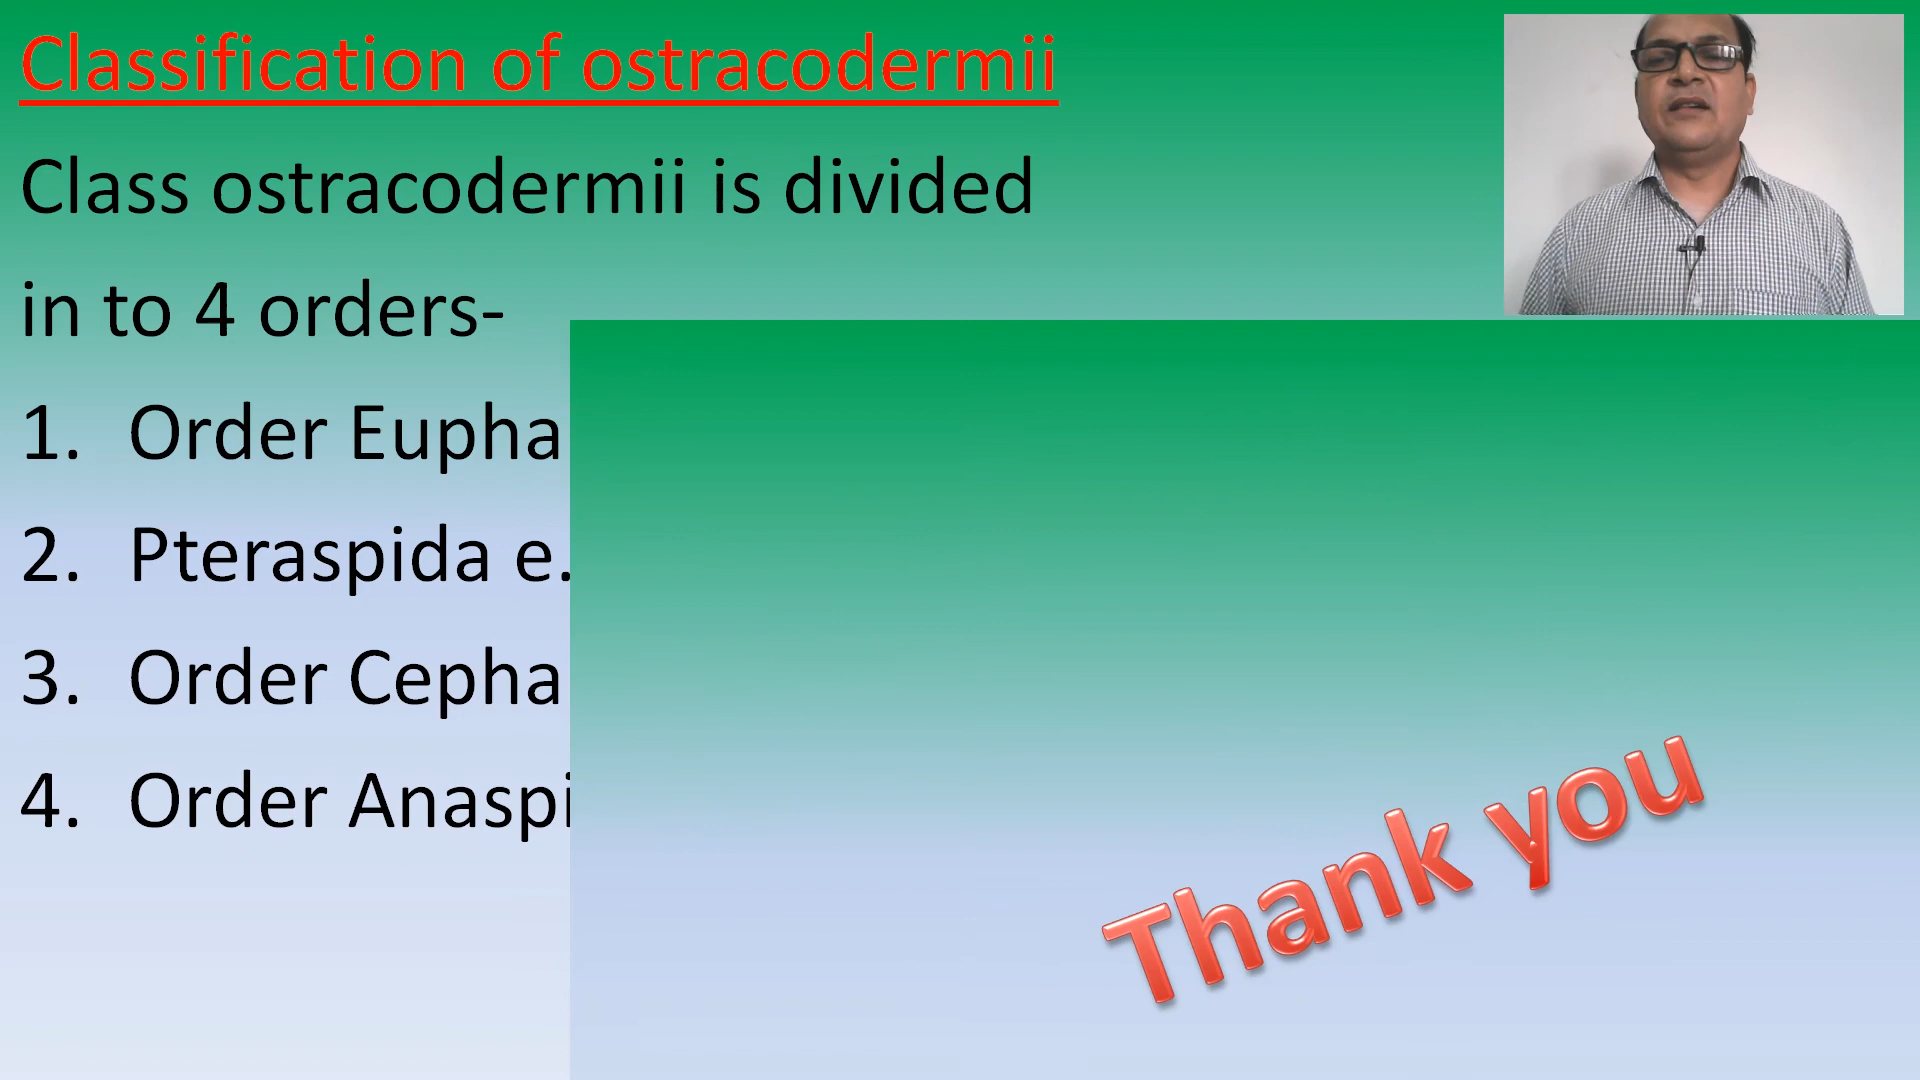 Classification of ostracodermii
Class ostracodermii is divided
in to 4 orders-
1. Order Eupha
2. Pteraspida e.
3. Order Cepha
4. Order Anaspi
Thank you